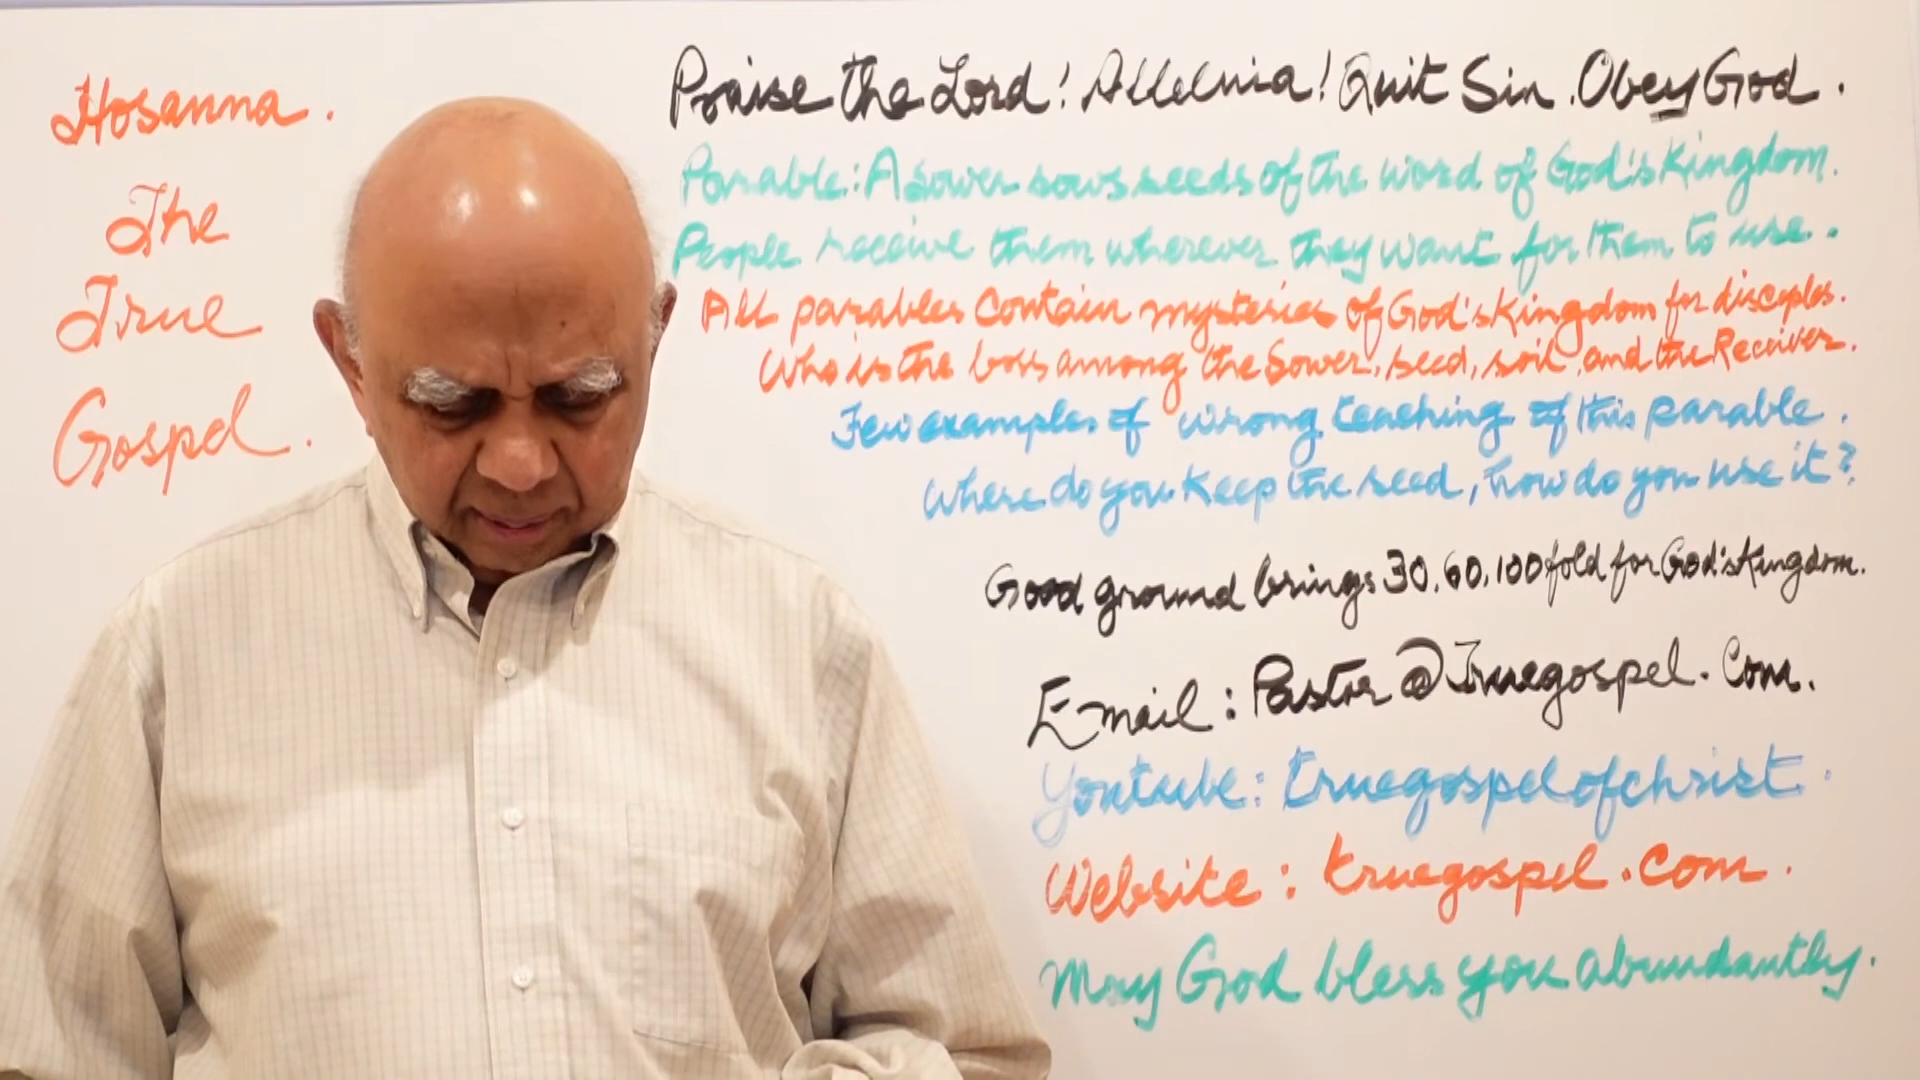 Hosanna.
The
True
Gospel.
Praise the Lord! Alleluia! Quit Sin. Obey God.
Parable: A sower sows seeds of the word of God's Kingdom.
People receive them wherever they want for them to use.
All parables contain mysteries of God's Kingdom for disciples.
Who is the boss among the Sower, seed, soil, and the Receiver.
Few examples of wrong teaching of this parable.
Where do you keep the seed, how do you use it?
Good ground brings 30, 60, 100 fold for God's Kingdom.
Email: Pastor@Truegospel.Com.
Youtube: truegospelofchrist.
Website: truegospel.com.
May God bless you abundantly.